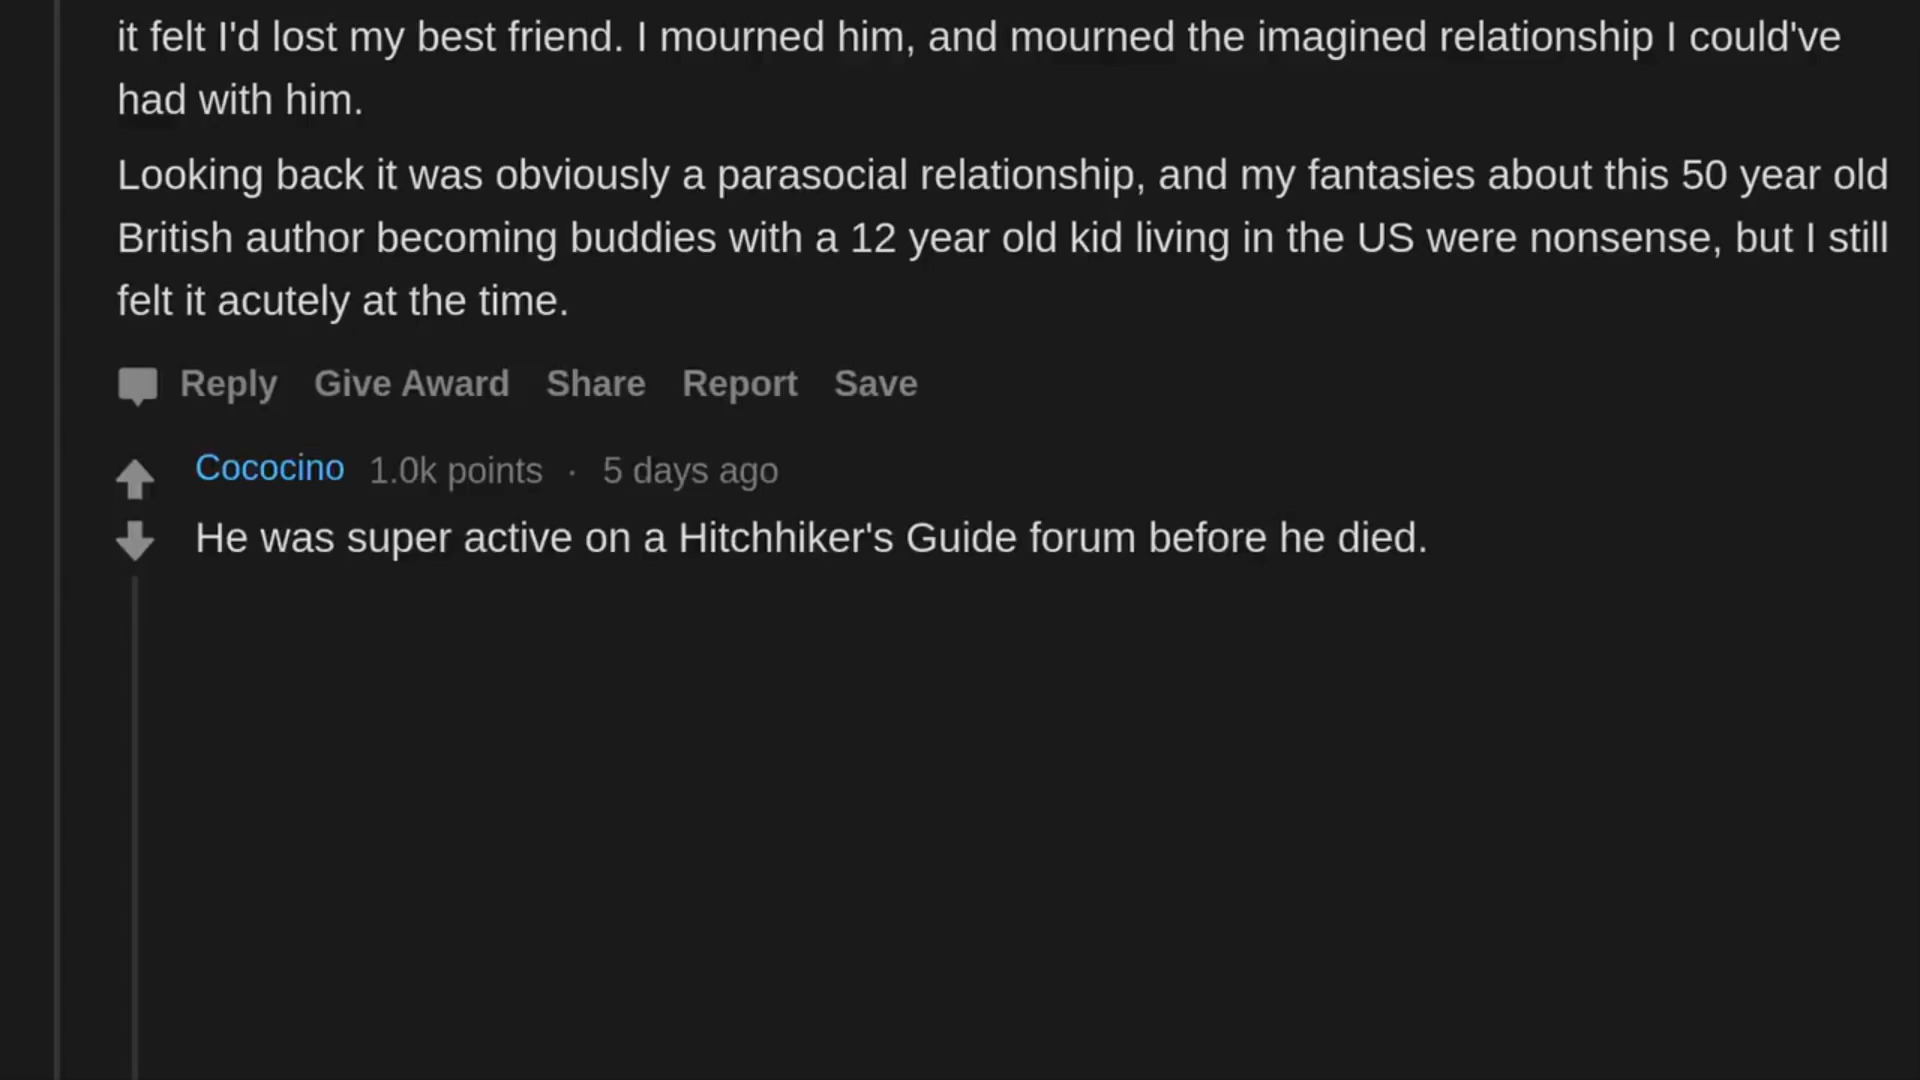 it felt I'd lost my best friend. I mourned him, and mourned the imagined relationship I could've
had with him.
Looking back it was obviously a parasocial relationship, and my fantasies about this 50 year old
British author becoming buddies with a 12 year old kid living in the US were nonsense, but I still
felt it acutely at the time.
Reply Give Award Share Report Save
Cococino 1.0k points · 5 days ago
He was super active on a Hitchhiker's Guide forum before he died.